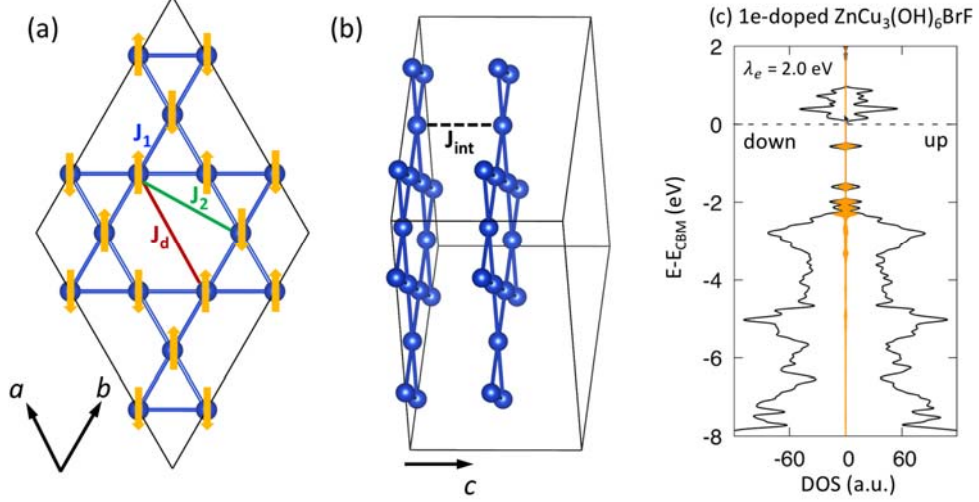 (a)
J1
J2
Jd
a
b
(b)
Jint
c
(c) 1e-doped ZnCu3(OH)6BrF
λe = 2.0 eV
down
up
E-ECBM (eV)
2
0
-2
-4
-6
-8
-60
0
60
DOS (a.u.)